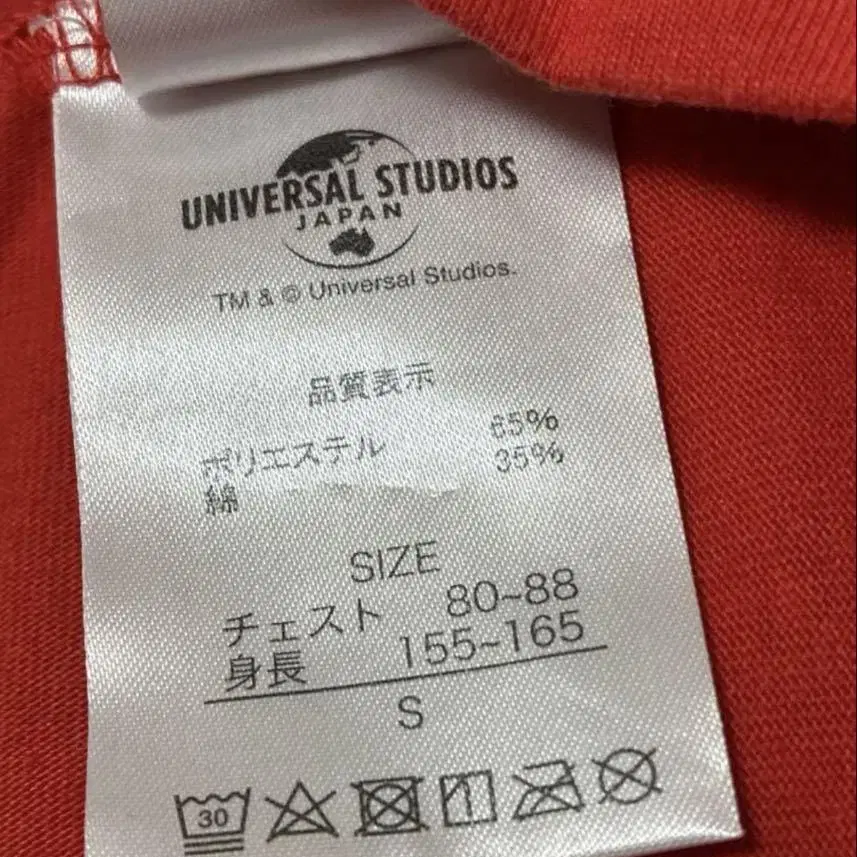 UNIVERSAL STUDIOS
JAPAN
TM & © Universal Studios.
品質表示
ポリエステル 65%
綿 35%
SIZE
チェスト 80~88
身長 155~165
S
30